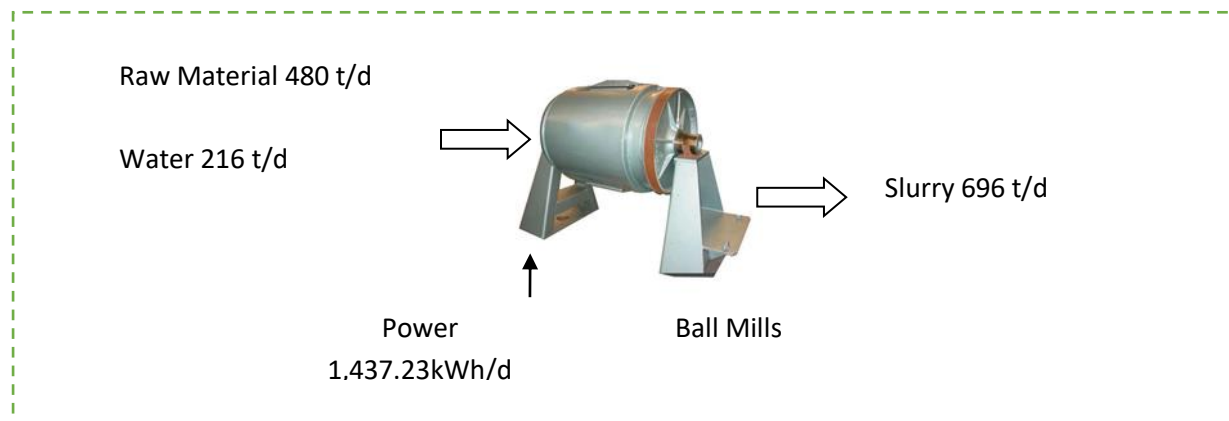 Raw Material 480 t/d
Water 216 t/d
Slurry 696 t/d
Power
1,437.23kWh/d
Ball Mills